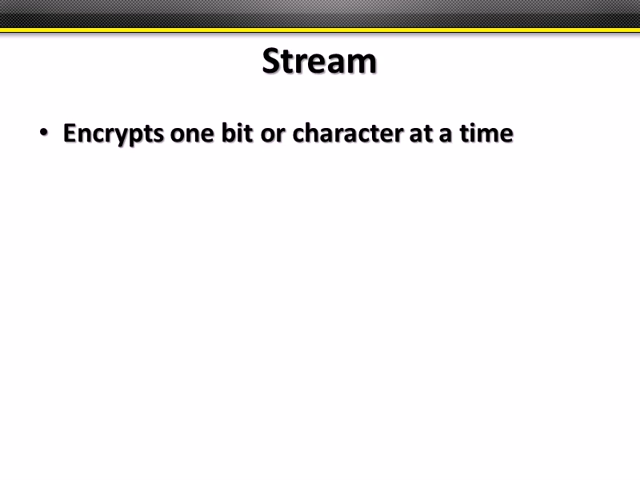 Stream
• Encrypts one bit or character at a time